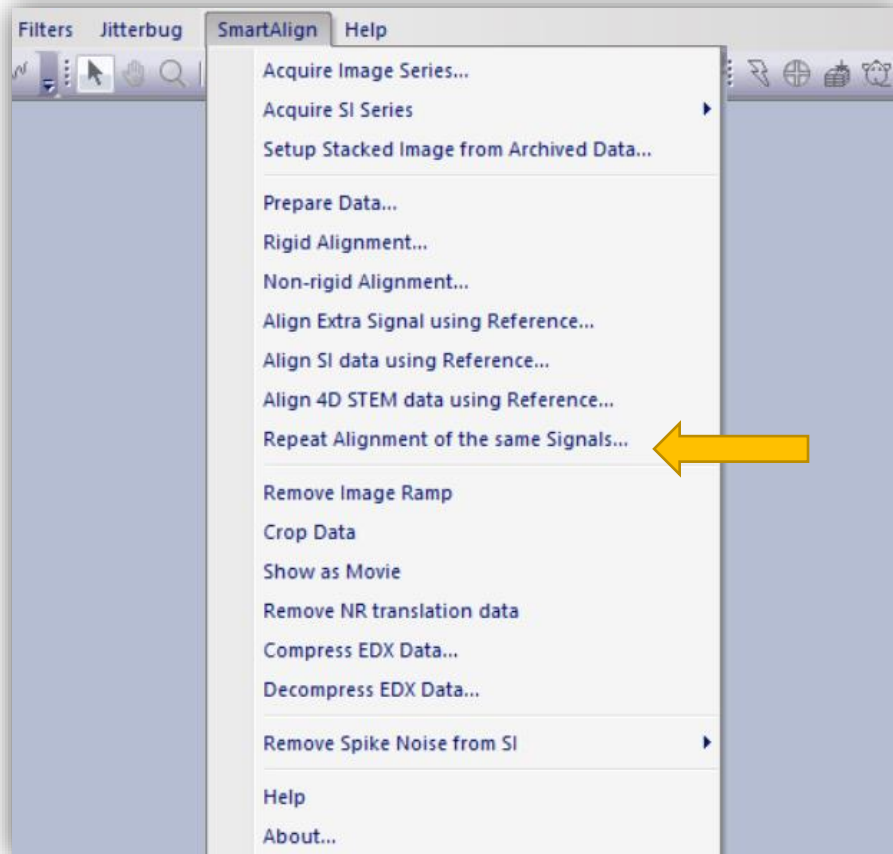 Filters Jitterbug SmartAlign Help
Acquire Image Series...
Acquire SI Series
Setup Stacked Image from Archived Data...
Prepare Data...
Rigid Alignment...
Non-rigid Alignment...
Align Extra Signal using Reference...
Align SI data using Reference...
Align 4D STEM data using Reference...
Repeat Alignment of the same Signals...
Remove Image Ramp
Crop Data
Show as Movie
Remove NR translation data
Compress EDX Data...
Decompress EDX Data...
Remove Spike Noise from SI
Help
About...